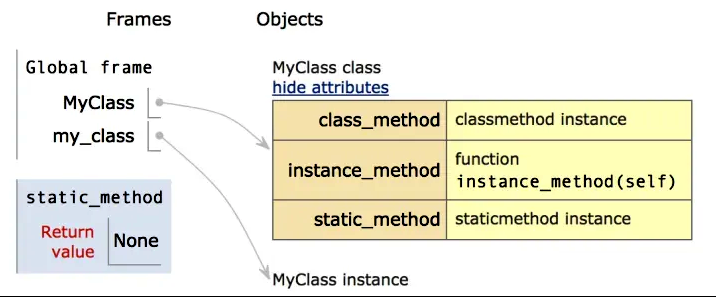 Frames
Objects
Global frame
MyClass
my_class
static_method
Return
value
None
MyClass class
hide attributes
class_method
classmethod instance
instance_method
function
instance_method(self)
static_method
staticmethod instance
MyClass instance